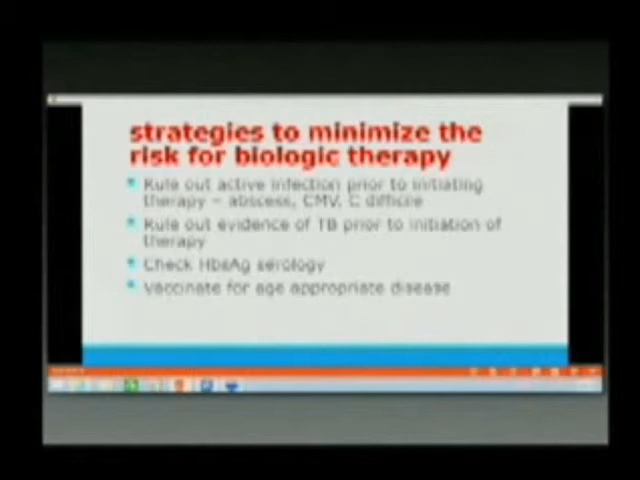 strategies to minimize the
risk for biologic therapy
Rule out active infection prior to initiating
therapy – abscess, CMV, C difficile
Rule out evidence of TB prior to initiation of
therapy
Check HbsAg serology
Vaccinate for age appropriate disease